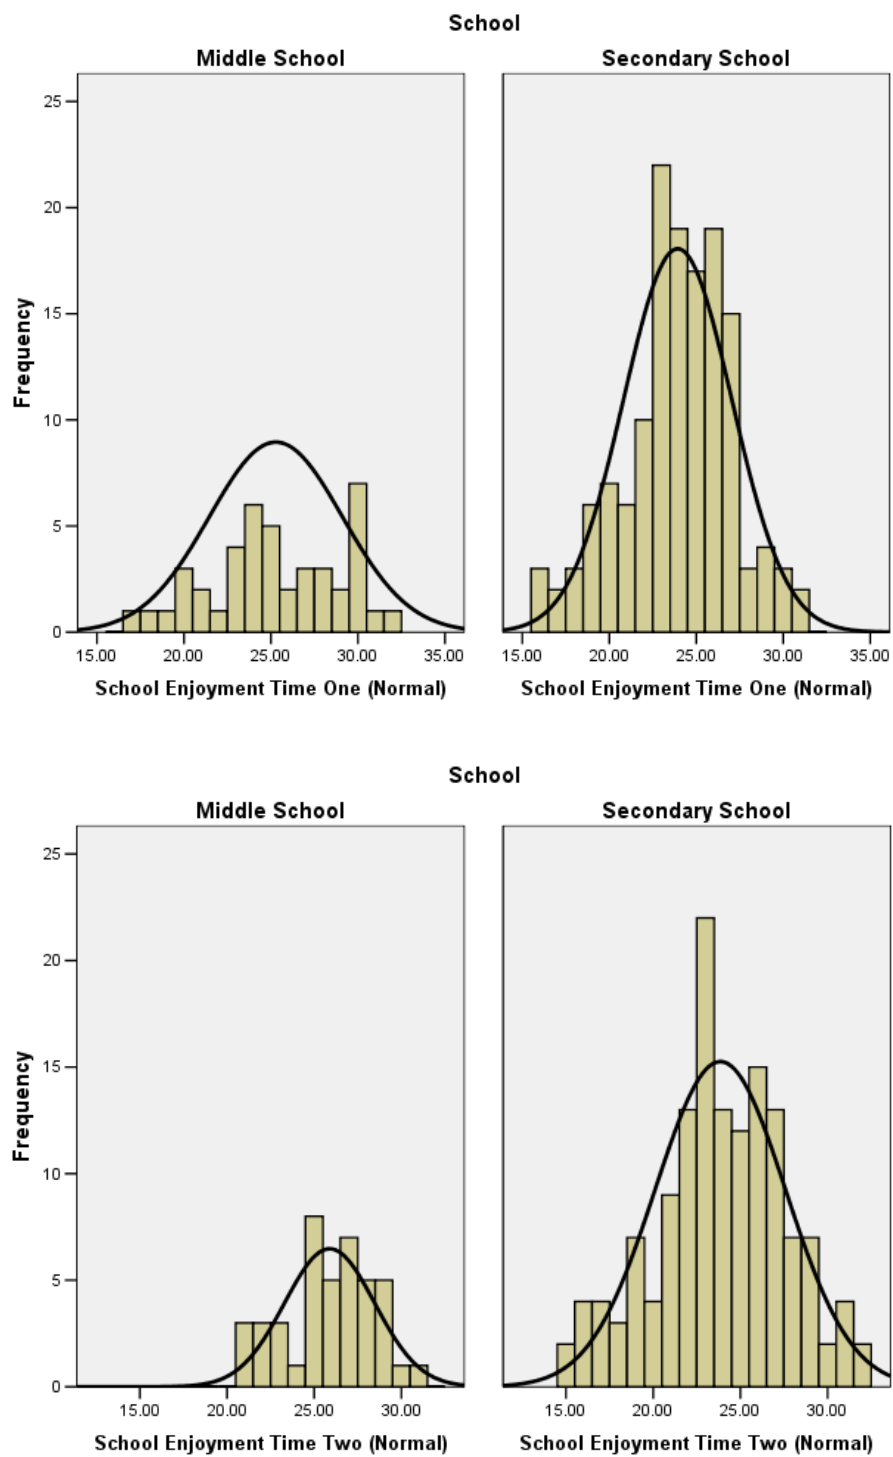 School
Middle School Secondary School
25
20
15
10
5
0
Frequency
15.00 20.00 25.00 30.00 35.00 15.00 20.00 25.00 30.00 35.00
School Enjoyment Time One (Normal) School Enjoyment Time One (Normal)
School
Middle School Secondary School
25
20
15
10
5
0
Frequency
15.00 20.00 25.00 30.00 15.00 20.00 25.00 30.00
School Enjoyment Time Two (Normal) School Enjoyment Time Two (Normal)